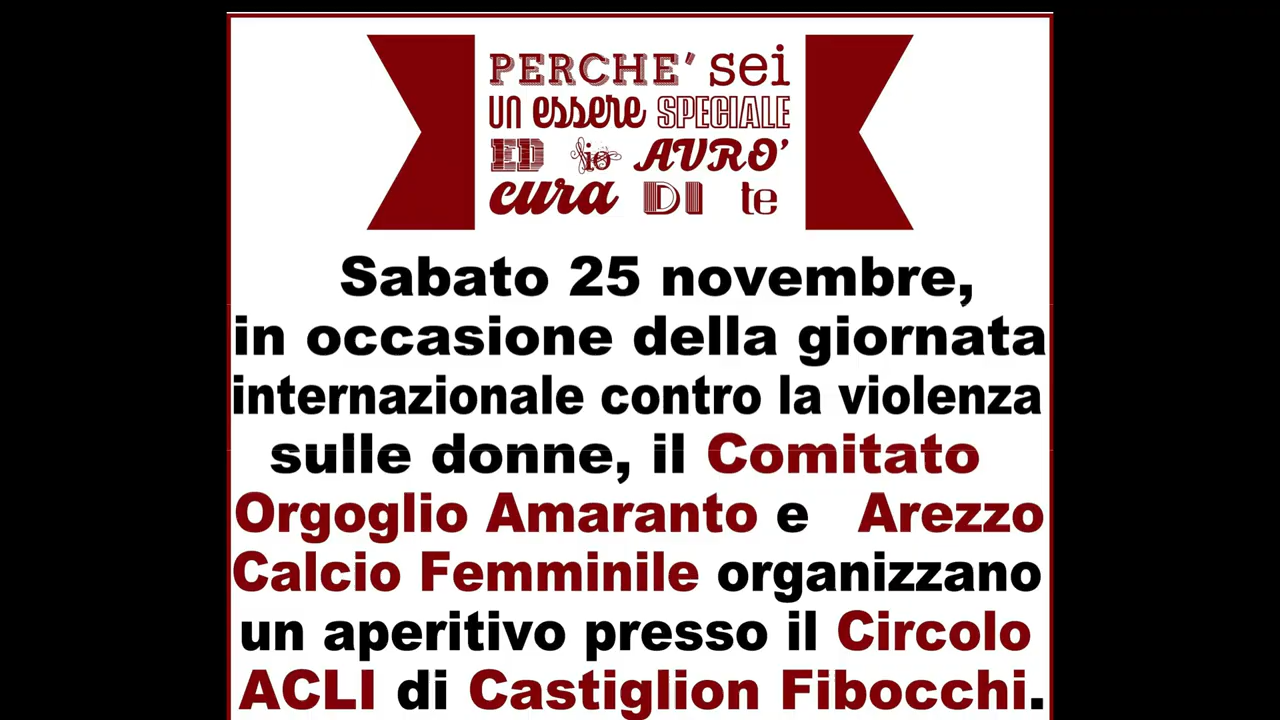 PERCHE' sei
UN essere SPECIALE
ED io AVRO'
cura DI te
Sabato 25 novembre,
in occasione della giornata
internazionale contro la violenza
sulle donne, il Comitato
Orgoglio Amaranto e Arezzo
Calcio Femminile organizzano
un aperitivo presso il Circolo
ACLI di Castiglion Fibocchi.